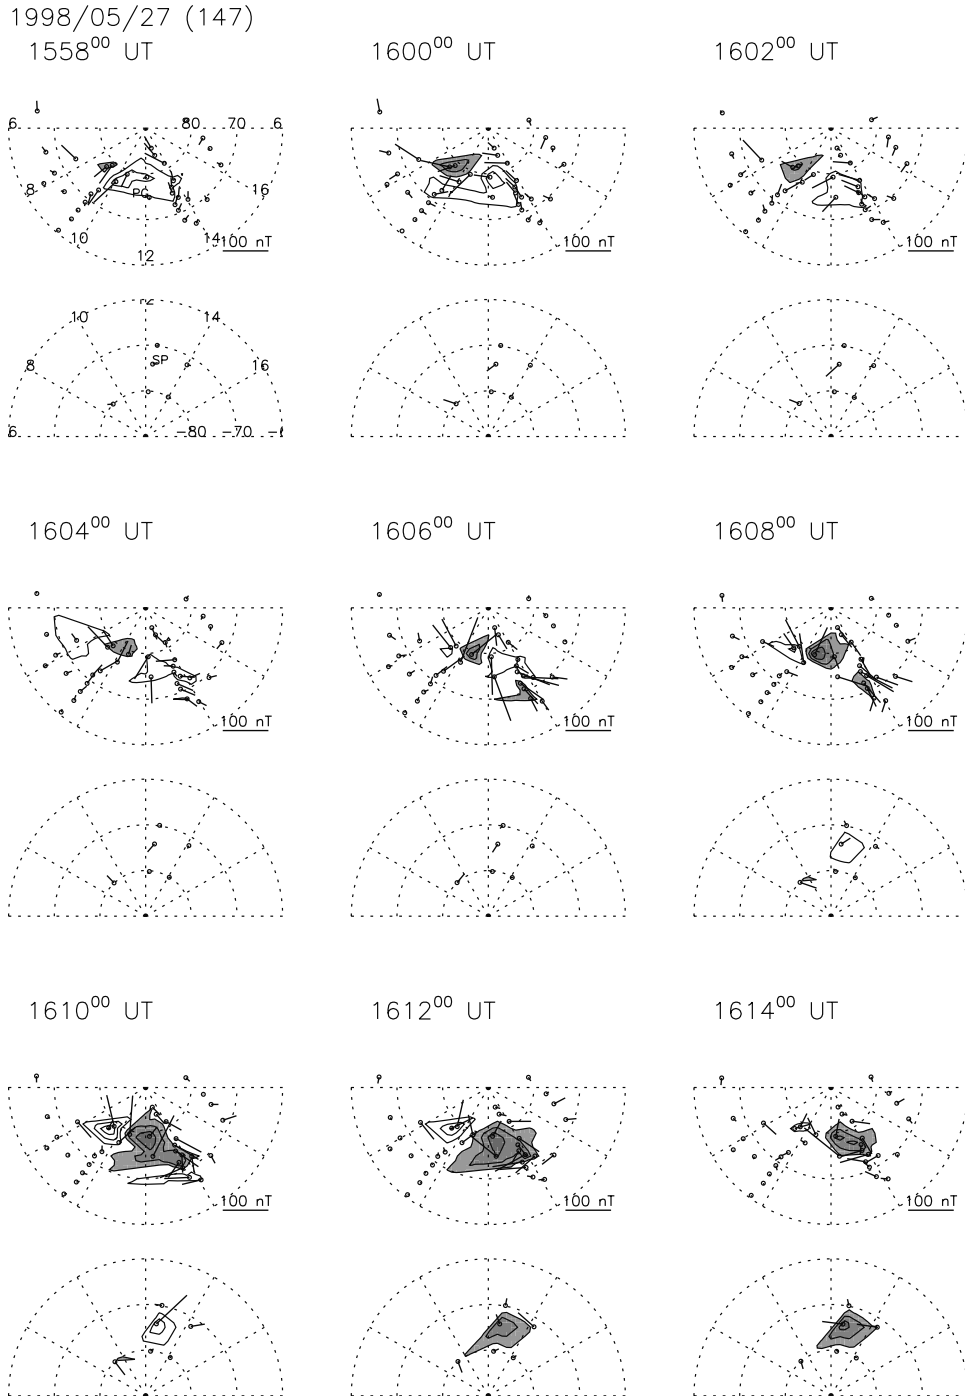 1998/05/27 (147)
1558⁰⁰ UT 1600⁰⁰ UT 1602⁰⁰ UT
6 80 70 6
8 PC 16
10 14 100 nT 100 nT 100 nT
12
10 14
8 SP 16
6 -80 -70
1604⁰⁰ UT 1606⁰⁰ UT 1608⁰⁰ UT
100 nT 100 nT 100 nT
1610⁰⁰ UT 1612⁰⁰ UT 1614⁰⁰ UT
100 nT 100 nT 100 nT